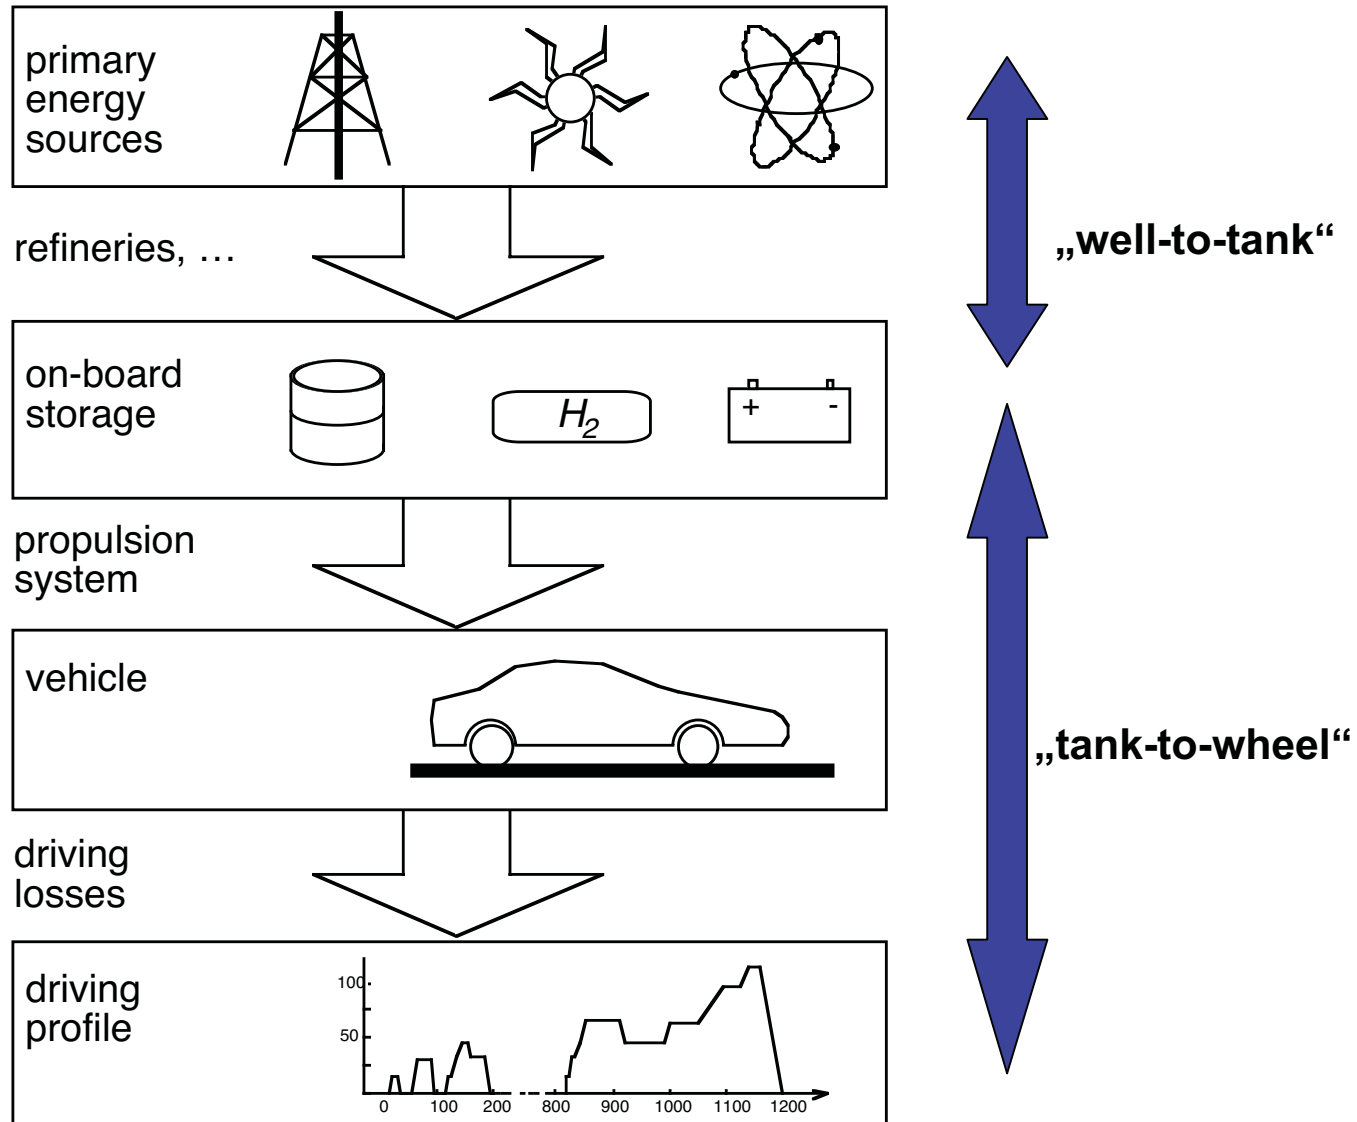 primary
energy
sources
refineries, …
„well-to-tank“
on-board
storage
H2
+ -
propulsion
system
vehicle
„tank-to-wheel“
driving
losses
driving
profile
100
50
0 100 200 800 900 1000 1100 1200